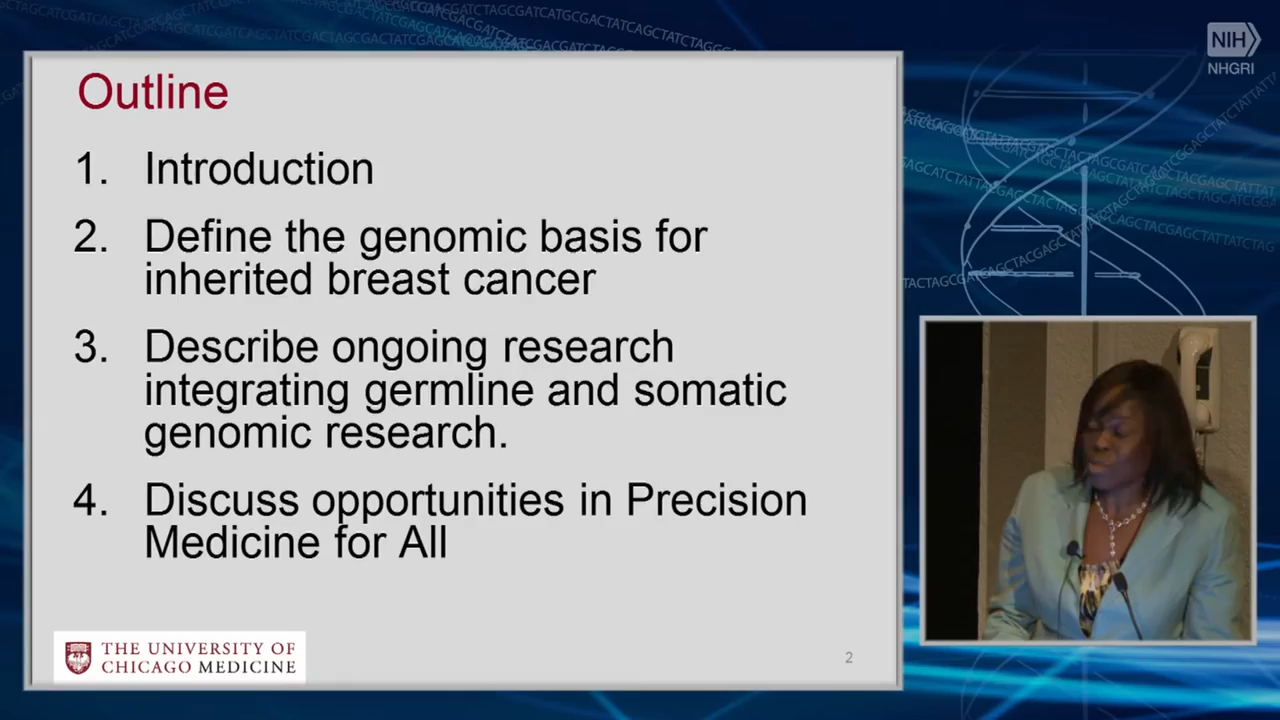 NIH
NHGRI
Outline
1. Introduction
2. Define the genomic basis for
inherited breast cancer
3. Describe ongoing research
integrating germline and somatic
genomic research.
4. Discuss opportunities in Precision
Medicine for All
THE UNIVERSITY OF
CHICAGO MEDICINE
2